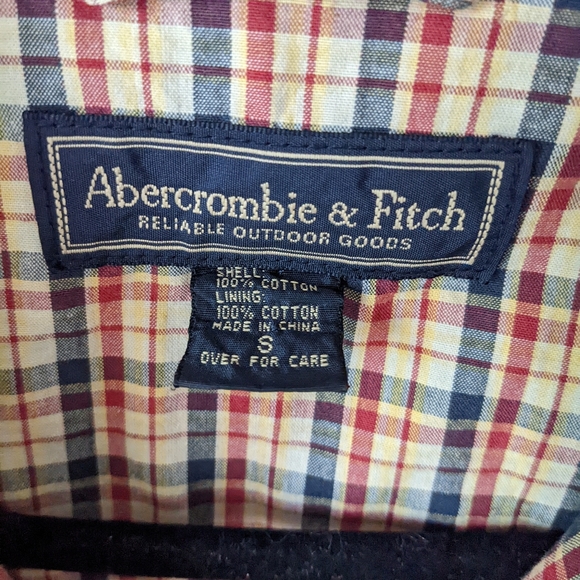 Abercrombie & Fitch
RELIABLE OUTDOOR GOODS
SHELL:
100% COTTON
LINING:
100% COTTON
MADE IN CHINA
S
OVER FOR CARE